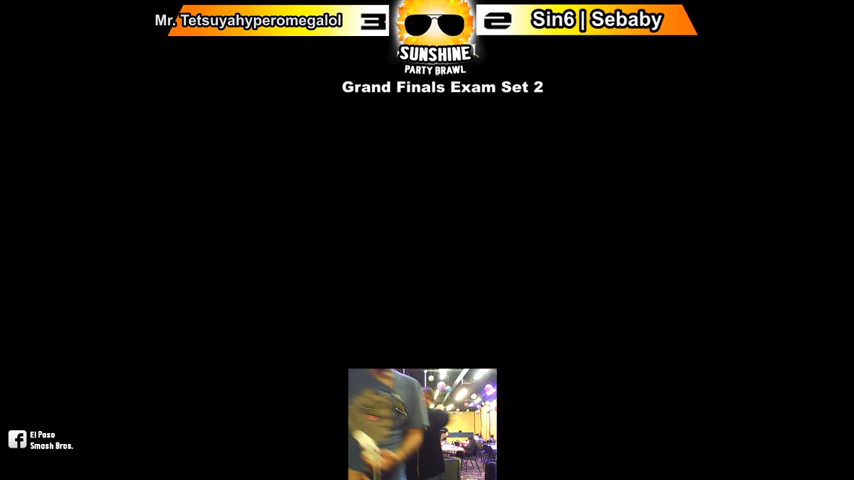 Mr. Tetsuyahyperomegalol 3 2 Sin6 | Sebaby
SUNSHINE
PARTY BRAWL
Grand Finals Exam Set 2
El Paso
Smash Bros.